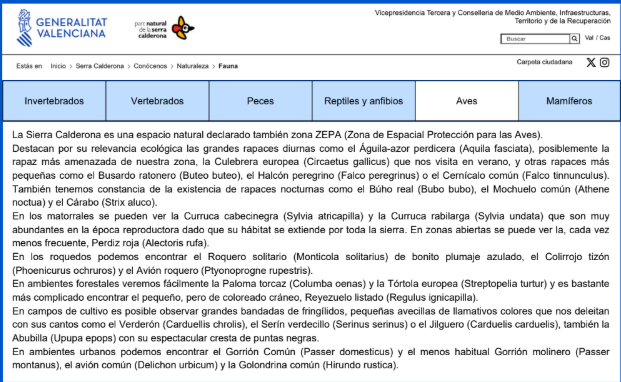 GENERALITAT
VALENCIANA
parc natural
de la serra
calderona
Vicepresidencia Tercera y Conselleria de Medio Ambiente, Infraestructuras,
Territorio y de la Recuperación
Buscar
Val / Cas
Estás en: Inicio > Serra Calderona > Conócenos > Naturaleza > Fauna
Carpeta ciudadana
Invertebrados Vertebrados Peces Reptiles y anfibios Aves Mamíferos
La Sierra Calderona es una espacio natural declarado también zona ZEPA (Zona de Espacial Protección para las Aves).
Destacan por su relevancia ecológica las grandes rapaces diurnas como el Águila-azor perdicera (Aquila fasciata), posiblemente la
rapaz más amenazada de nuestra zona, la Culebrera europea (Circaetus gallicus) que nos visita en verano, y otras rapaces más
pequeñas como el Busardo ratonero (Buteo buteo), el Halcón peregrino (Falco peregrinus) o el Cernícalo común (Falco tinnunculus).
También tenemos constancia de la existencia de rapaces nocturnas como el Búho real (Bubo bubo), el Mochuelo común (Athene
noctua) y el Cárabo (Strix aluco).
En los matorrales se pueden ver la Curruca cabecinegra (Sylvia atricapilla) y la Curruca rabilarga (Sylvia undata) que son muy
abundantes en la época reproductora dado que su hábitat se extiende por toda la sierra. En zonas abiertas se puede ver la, cada vez
menos frecuente, Perdiz roja (Alectoris rufa).
En los roquedos podemos encontrar el Roquero solitario (Monticola solitarius) de bonito plumaje azulado, el Colirrojo tizón
(Phoenicurus ochruros) y el Avión roquero (Ptyonoprogne rupestris).
En ambientes forestales veremos fácilmente la Paloma torcaz (Columba oenas) y la Tórtola europea (Streptopelia turtur) y es bastante
más complicado encontrar el pequeño, pero de coloreado cráneo, Reyezuelo listado (Regulus ignicapilla).
En campos de cultivo es posible observar grandes bandadas de fringílidos, pequeñas avecillas de llamativos colores que nos deleitan
con sus cantos como el Verderón (Carduellis chrolis), el Serín verdecillo (Serinus serinus) o el Jilguero (Carduelis carduelis), también la
Abubilla (Upupa epops) con su espectacular cresta de puntas negras.
En ambientes urbanos podemos encontrar el Gorrión Común (Passer domesticus) y el menos habitual Gorrión molinero (Passer
montanus), el avión común (Delichon urbicum) y la Golondrina común (Hirundo rustica).